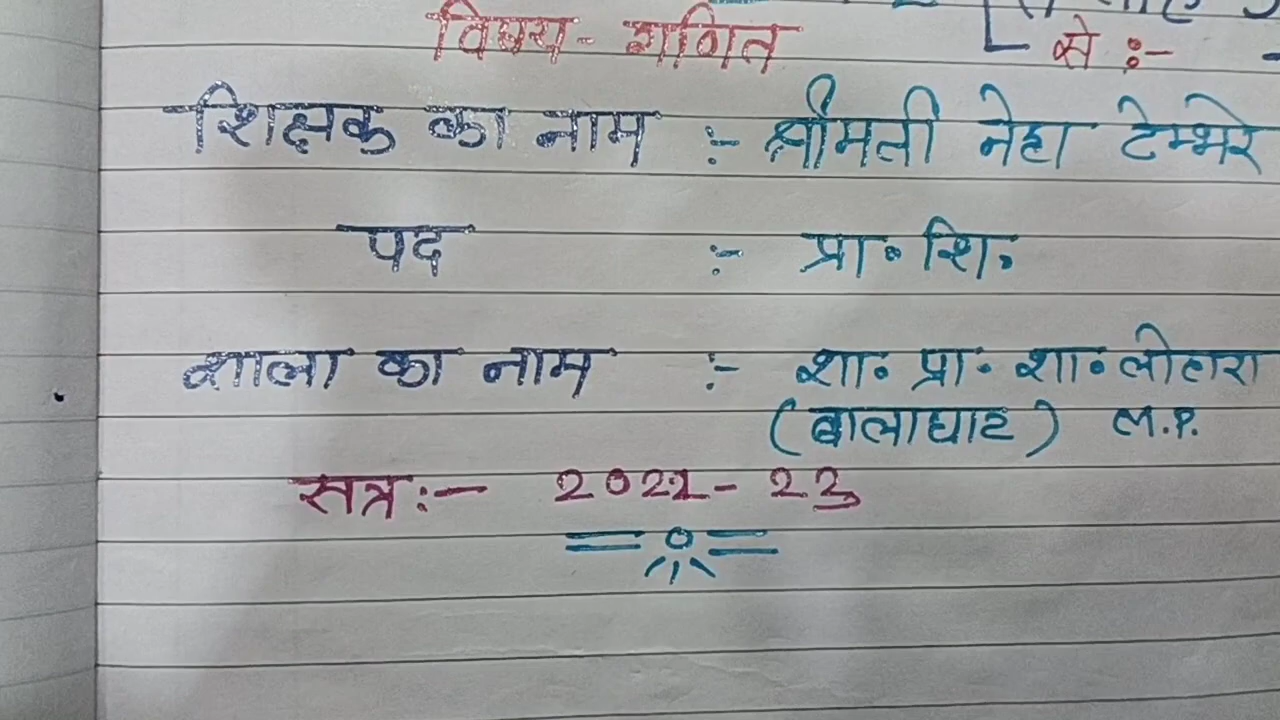 विषय- गणित
से :-
शिक्षक का नाम :- श्रीमती नेहा टेम्भरे
पद :- प्रा. शि.
शाला का नाम :- शा. प्रा. शा. लोहारा
(बालाघाट) M.P.
सत्र :- 2022-23